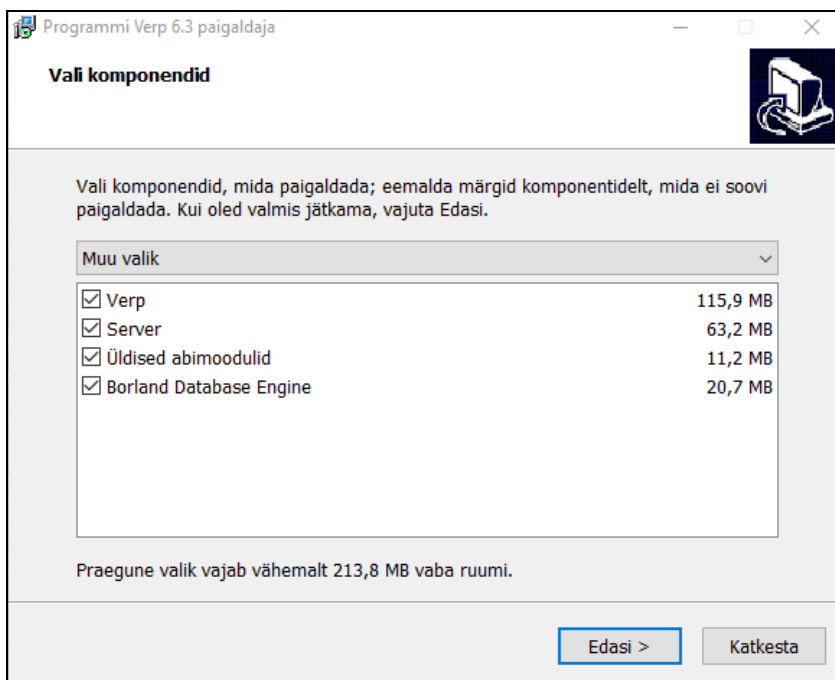 Programmi Verp 6.3 paigaldaja
Vali komponendid
Vali komponendid, mida paigaldada; eemalda märgid komponentidelt, mida ei soovi
paigaldada. Kui oled valmis jätkama, vajuta Edasi.
Muu valik
Verp 115,9 MB
Server 63,2 MB
Üldised abimoodulid 11,2 MB
Borland Database Engine 20,7 MB
Praegune valik vajab vähemalt 213,8 MB vaba ruumi.
Edasi > Katkesta